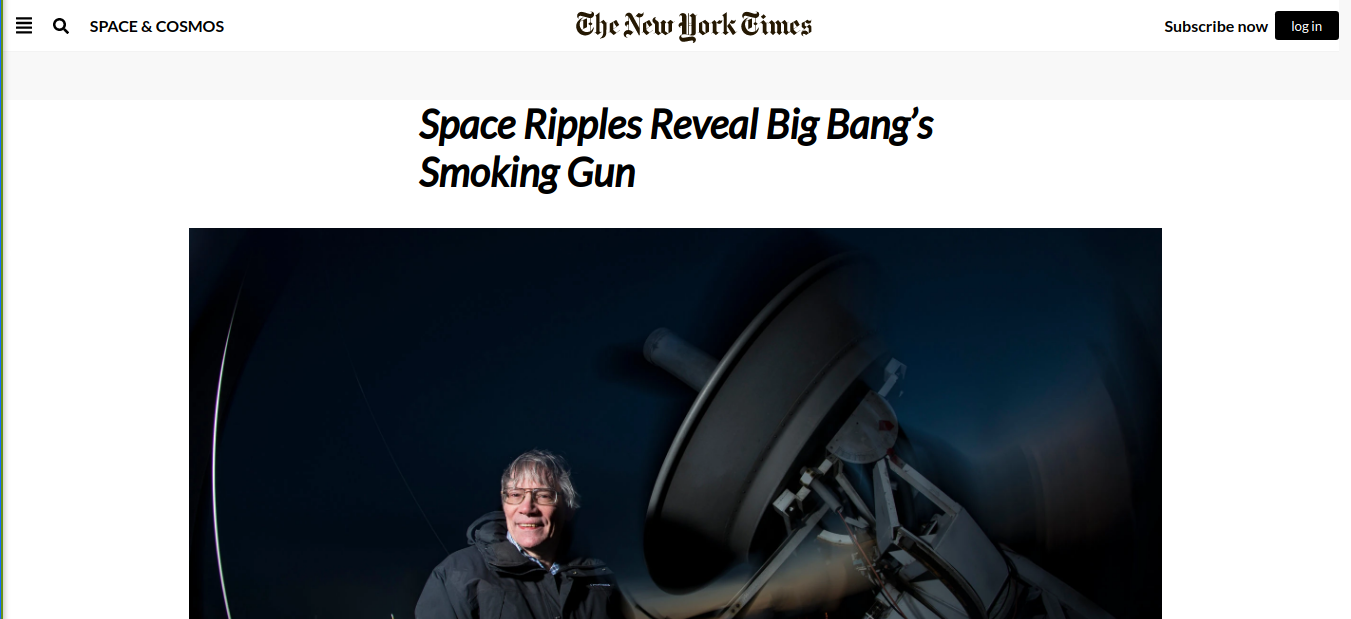 SPACE & COSMOS
The New York Times
Subscribe now
log in
Space Ripples Reveal Big Bang’s
Smoking Gun